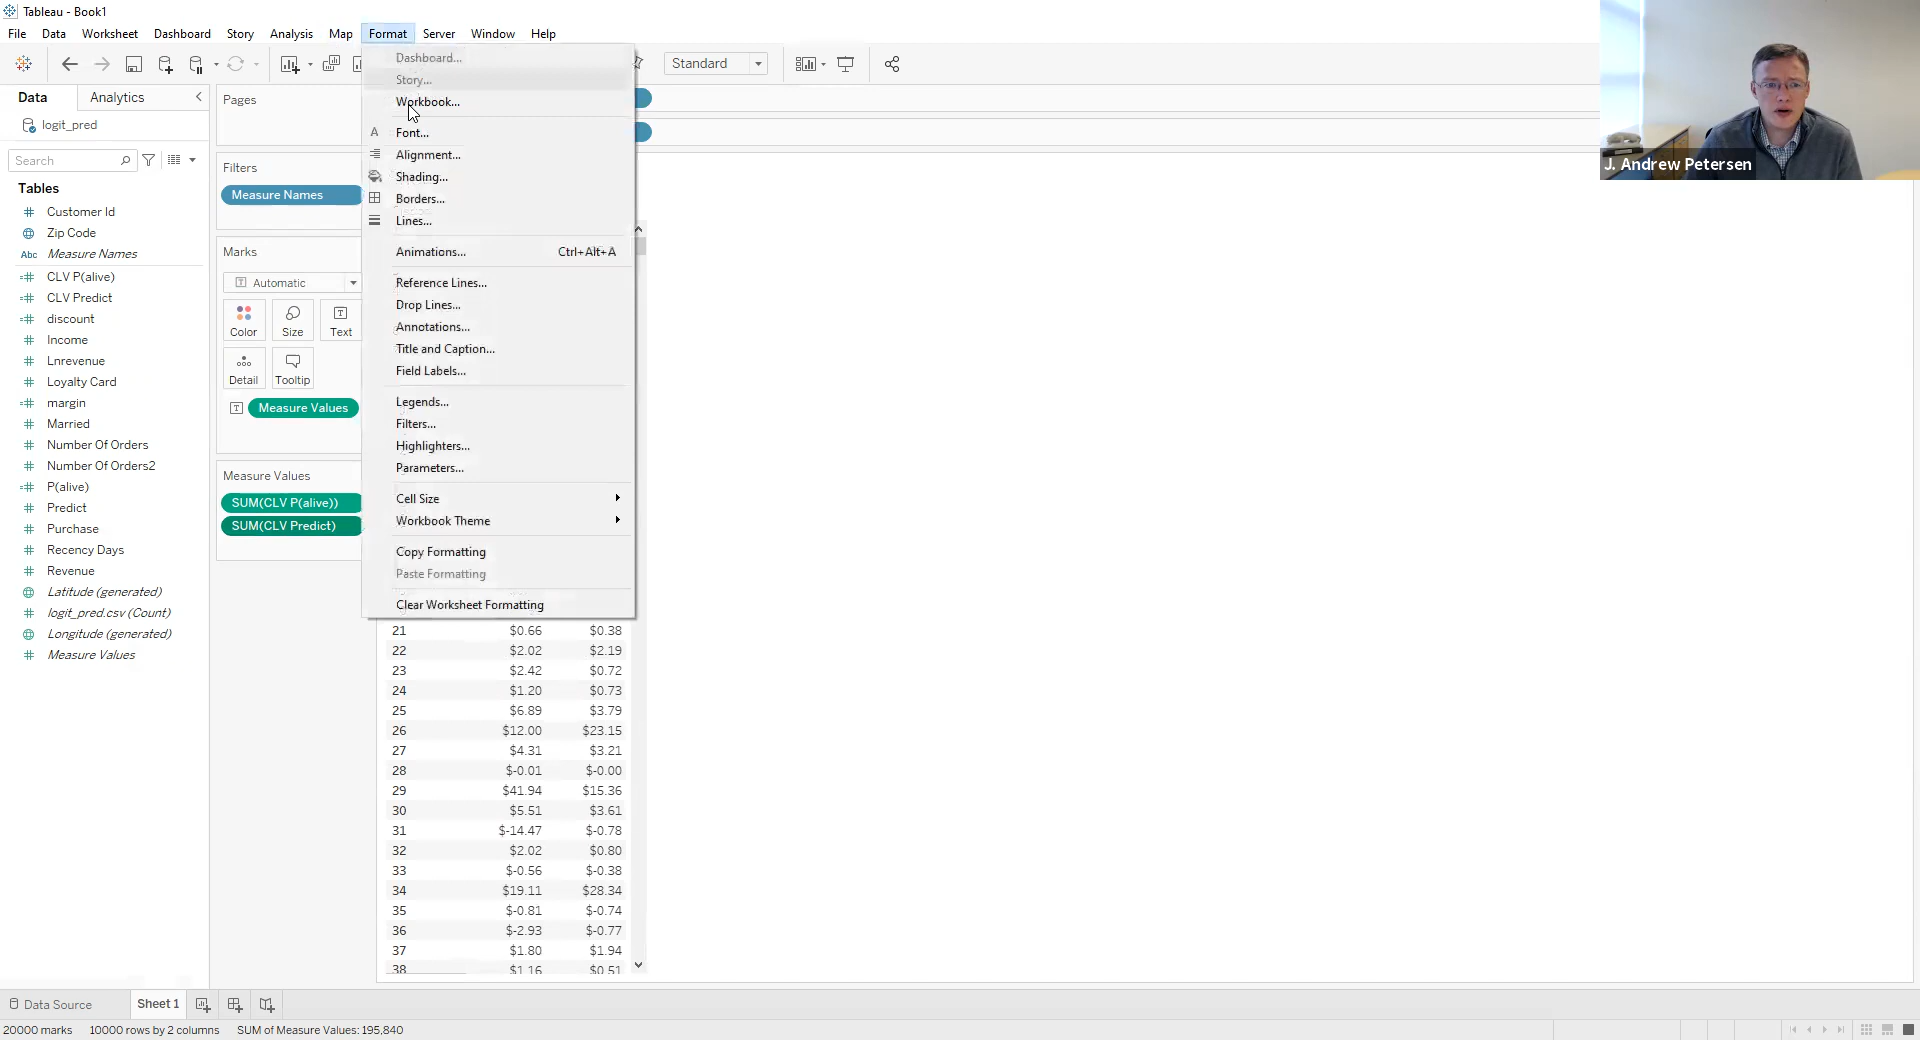 Tableau - Book1
File Data Worksheet Dashboard Story Analysis Map Format Server Window Help
Standard
Data Analytics
logit_pred
Search
Tables
Customer Id
Zip Code
Abc Measure Names
CLV P(alive)
CLV Predict
discount
Income
Lnrevenue
Loyalty Card
margin
Married
Number Of Orders
Number Of Orders2
P(alive)
Predict
Purchase
Recency Days
Revenue
Latitude (generated)
logit_pred.csv (Count)
Longitude (generated)
Measure Values
Pages
Filters
Measure Names
Marks
Automatic
Color Size Text
Detail Tooltip
Measure Values
Measure Values
SUM(CLV P(alive))
SUM(CLV Predict)
Dashboard...
Story...
Workbook...
Font...
Alignment...
Shading...
Borders...
Lines...
Animations... Ctrl+Alt+A
Reference Lines...
Drop Lines...
Annotations...
Title and Caption...
Field Labels...
Legends...
Filters...
Highlighters...
Parameters...
Cell Size
Workbook Theme
Copy Formatting
Paste Formatting
Clear Worksheet Formatting
21 $0.66 $0.38
22 $2.02 $2.19
23 $2.42 $0.72
24 $1.20 $0.73
25 $6.89 $3.79
26 $12.00 $23.15
27 $4.31 $3.21
28 $-0.01 $-0.00
29 $41.94 $15.36
30 $5.51 $3.61
31 $-14.47 $-0.78
32 $2.02 $0.80
33 $-0.56 $-0.38
34 $19.11 $28.34
35 $-0.81 $-0.74
36 $-2.93 $-0.77
37 $1.80 $1.94
38 $1.16 $0.51
J. Andrew Petersen
Data Source Sheet 1
20000 marks 10000 rows by 2 columns SUM of Measure Values: 195,840